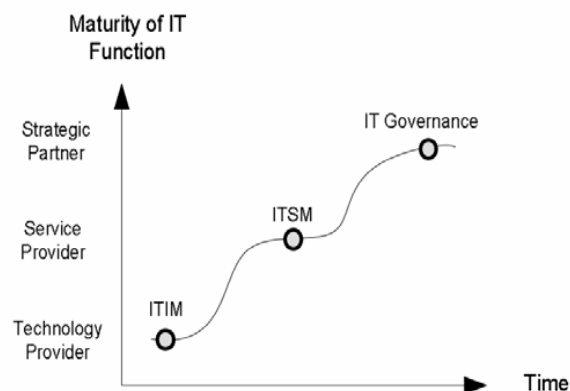 Maturity of IT
Function
Strategic
Partner
IT Governance
Service
Provider
ITSM
ITIM
Technology
Provider
Time